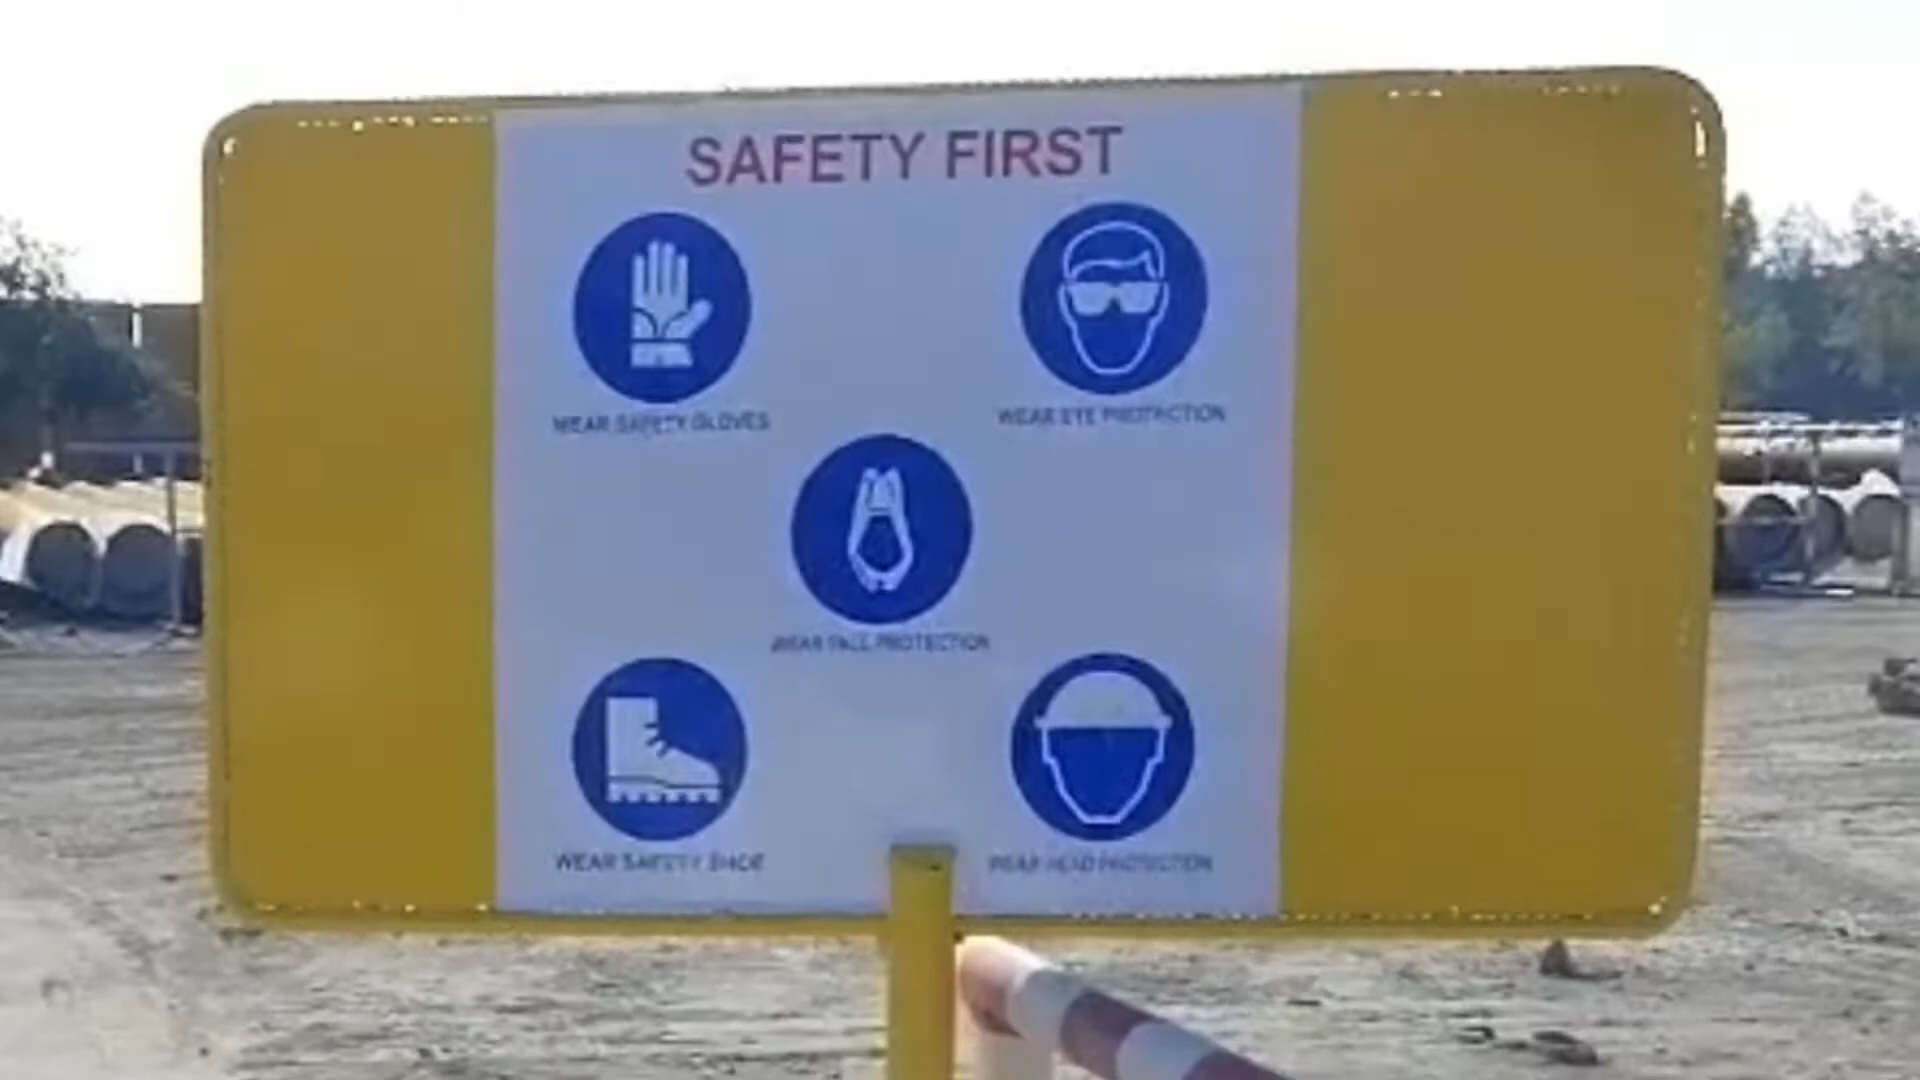 SAFETY FIRST
WEAR SAFETY GLOVES
WEAR EYE PROTECTION
WEAR FALL PROTECTION
WEAR SAFETY SHOE
WEAR HEAD PROTECTION